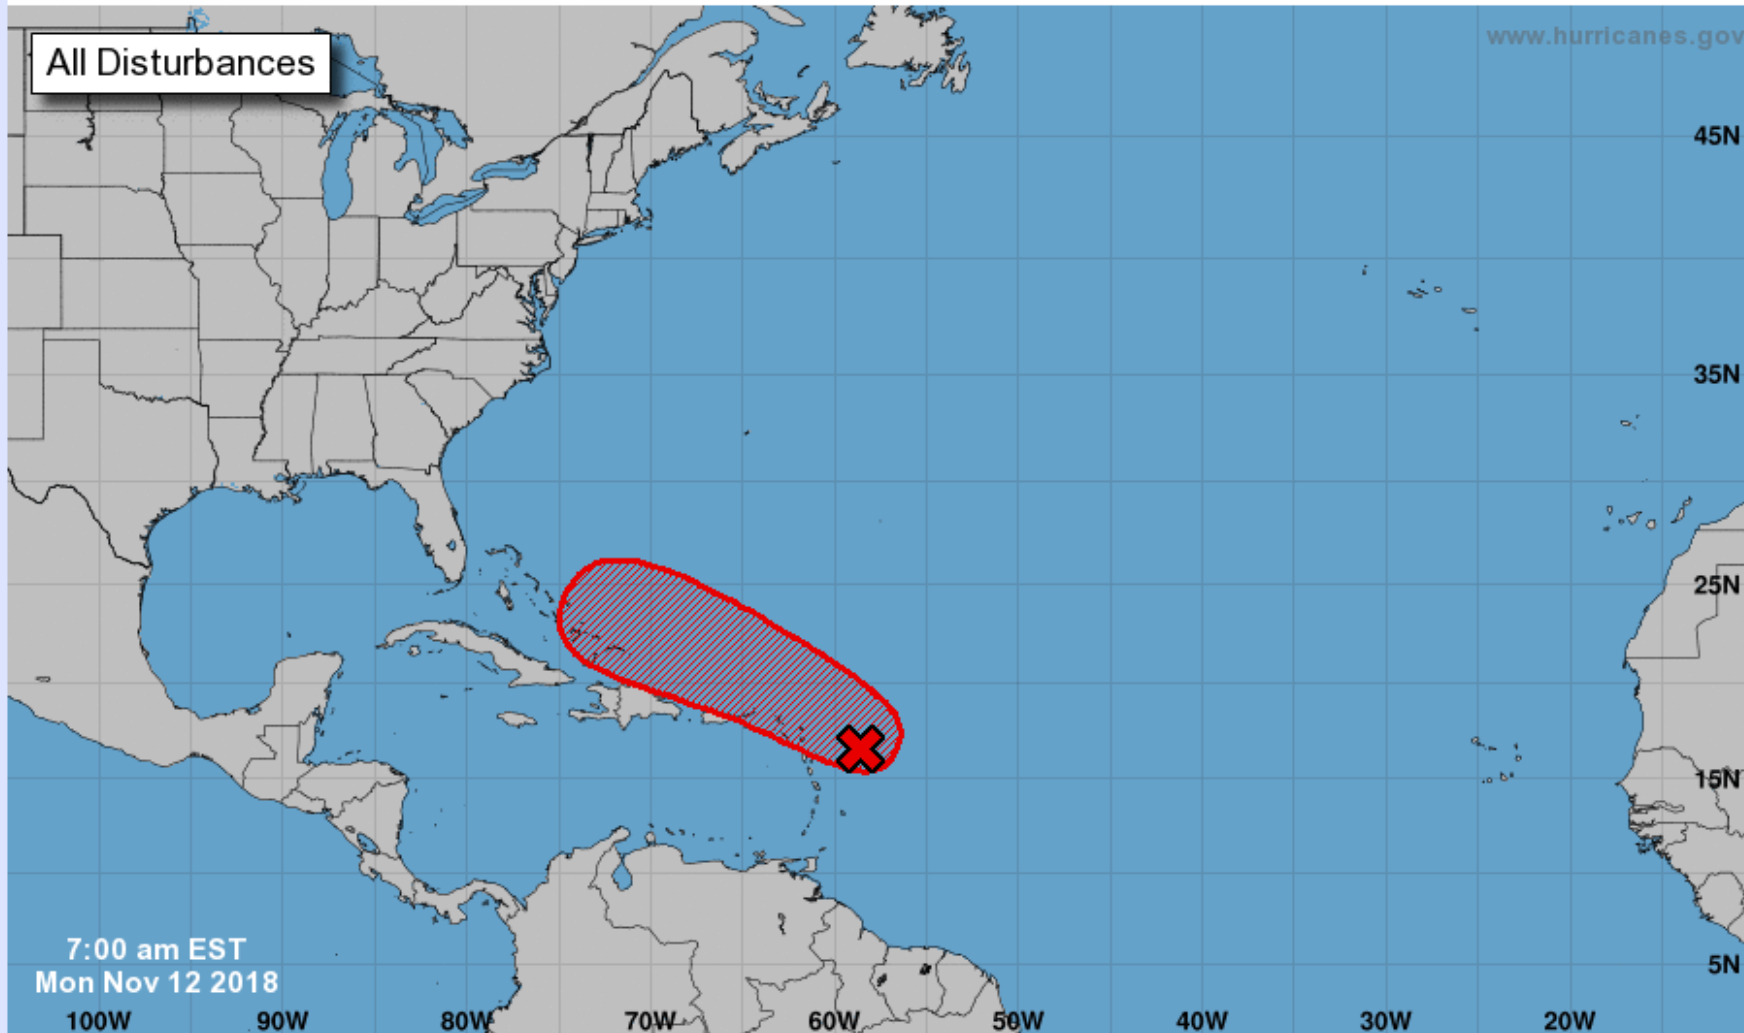 All Disturbances
www.hurricanes.gov
45N
35N
25N
15N
5N
7:00 am EST
Mon Nov 12 2018
100W 90W 80W 70W 60W 50W 40W 30W 20W